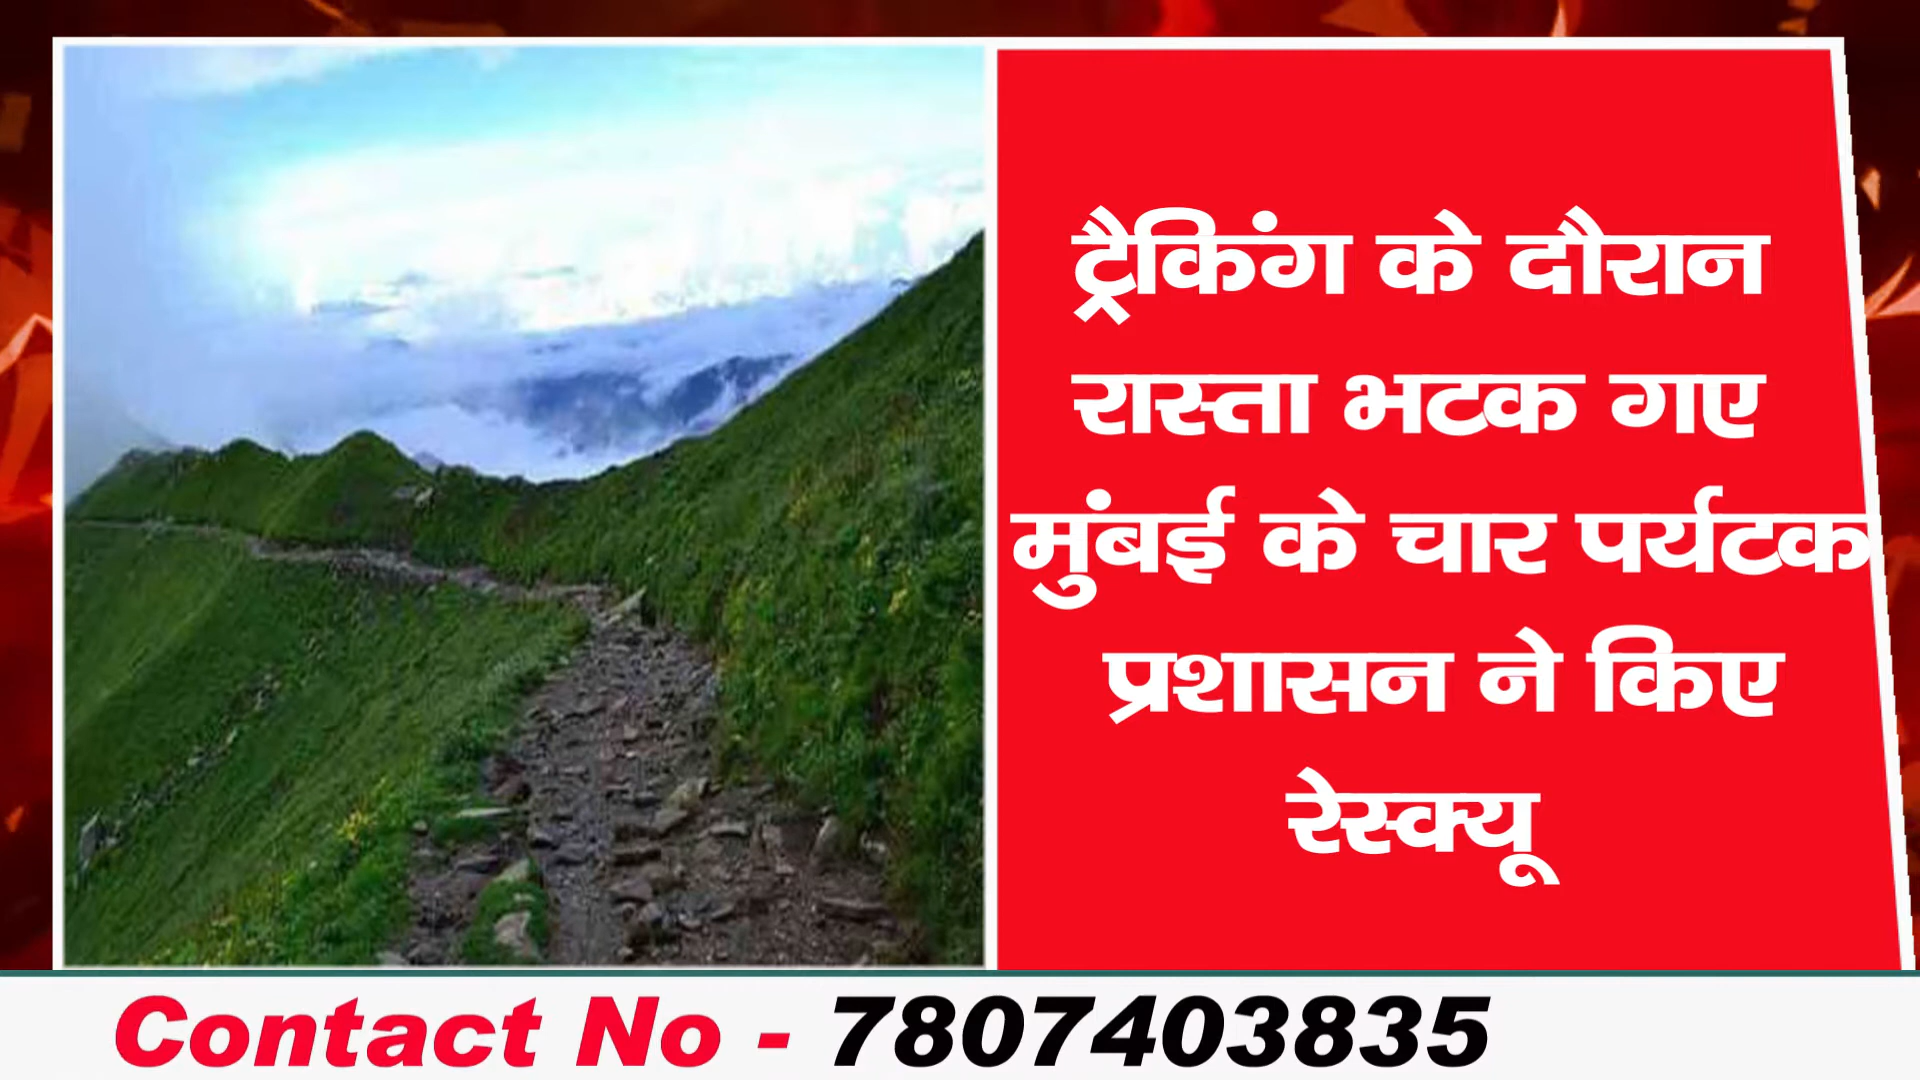 ट्रैकिंग के दौरान
रास्ता भटक गए
मुंबई के चार पर्यटक
प्रशासन ने किए
रेस्क्यू
Contact No - 7807403835